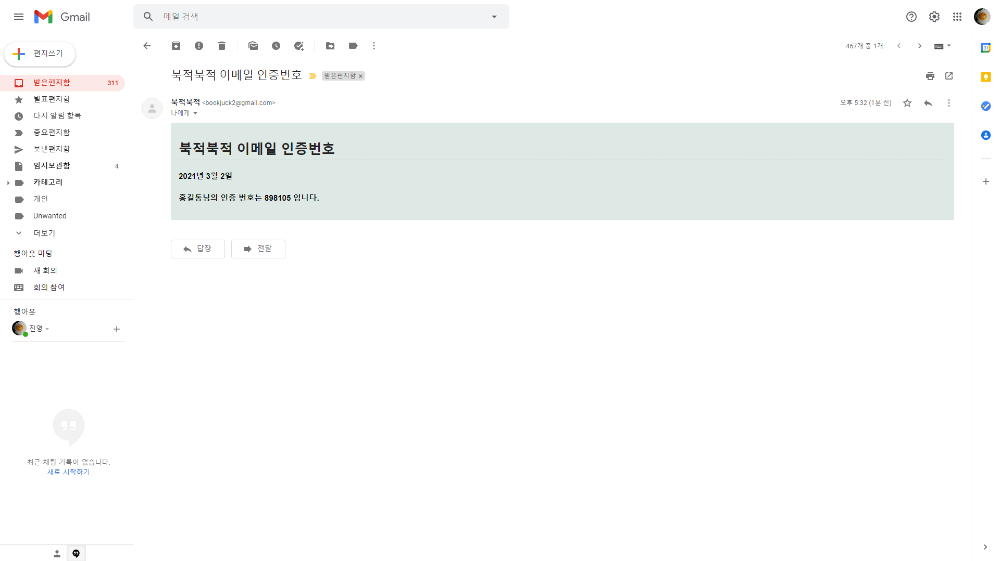 Gmail
메일 검색
편지쓰기
467개 중 1개
받은편지함 311
별표편지함
다시 알림 항목
중요편지함
보낸편지함
임시보관함 4
카테고리
개인
Unwanted
더보기
행아웃 미팅
새 회의
회의 참여
행아웃
진영
최근 채팅 기록이 없습니다.
새로 시작하기
북적북적 이메일 인증번호 받은편지함 x
북적북적 <bookjuck2@gmail.com> 오후 5:32 (1분 전)
나에게
북적북적 이메일 인증번호
2021년 3월 2일
홍길동님의 인증 번호는 898105 입니다.
답장 전달
31